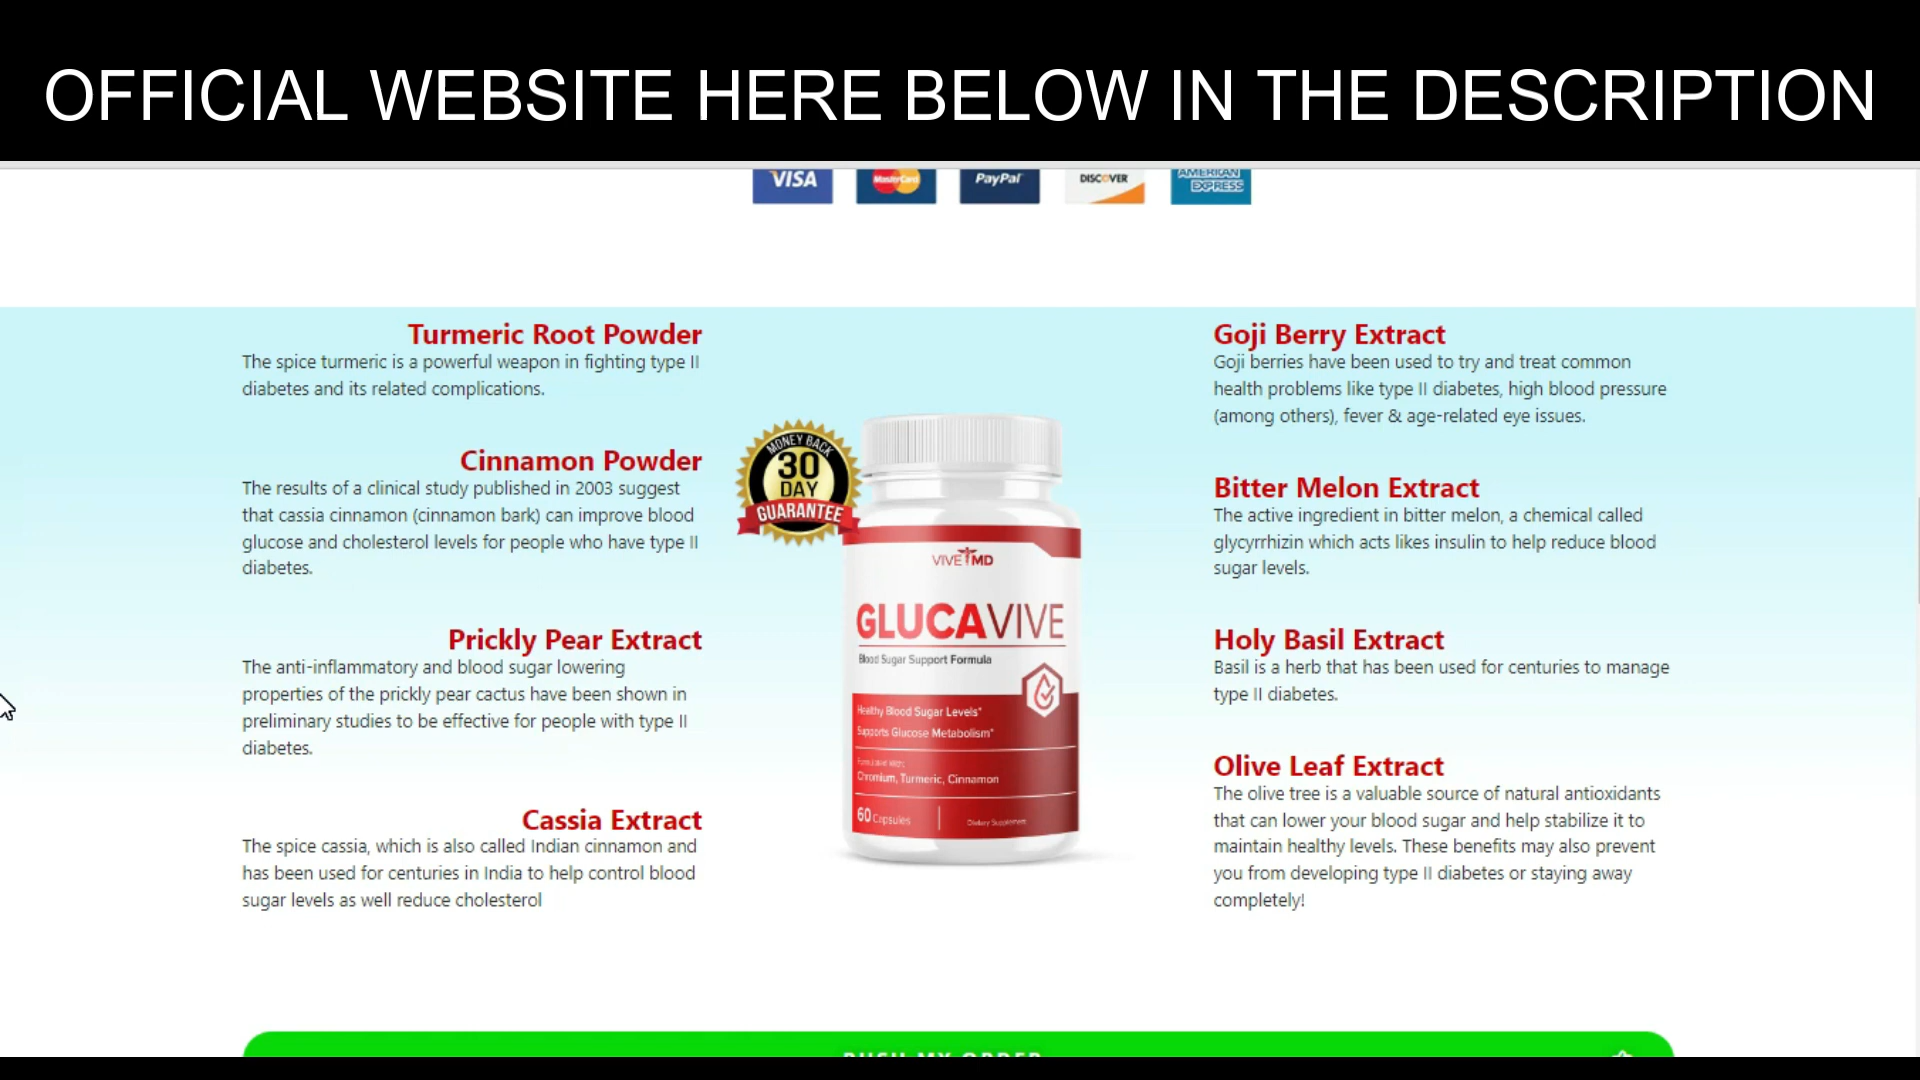 OFFICIAL WEBSITE HERE BELOW IN THE DESCRIPTION
VISA
MasterCard
PayPal
DISCOVER
AMERICAN
EXPRESS
Turmeric Root Powder
The spice turmeric is a powerful weapon in fighting type II
diabetes and its related complications.
Cinnamon Powder
The results of a clinical study published in 2003 suggest
that cassia cinnamon (cinnamon bark) can improve blood
glucose and cholesterol levels for people who have type II
diabetes.
Prickly Pear Extract
The anti-inflammatory and blood sugar lowering
properties of the prickly pear cactus have been shown in
preliminary studies to be effective for people with type II
diabetes.
Cassia Extract
The spice cassia, which is also called Indian cinnamon and
has been used for centuries in India to help control blood
sugar levels as well reduce cholesterol
MONEY BACK
30
DAY
GUARANTEE
VIVE MD
GLUCAVIVE
Blood Sugar Support Formula
Healthy Blood Sugar Levels*
Supports Glucose Metabolism*
Formulated With:
Chromium, Turmeric, Cinnamon
60 Capsules
Dietary Supplement
Goji Berry Extract
Goji berries have been used to try and treat common
health problems like type II diabetes, high blood pressure
(among others), fever & age-related eye issues.
Bitter Melon Extract
The active ingredient in bitter melon, a chemical called
glycyrrhizin which acts likes insulin to help reduce blood
sugar levels.
Holy Basil Extract
Basil is a herb that has been used for centuries to manage
type II diabetes.
Olive Leaf Extract
The olive tree is a valuable source of natural antioxidants
that can lower your blood sugar and help stabilize it to
maintain healthy levels. These benefits may also prevent
you from developing type II diabetes or staying away
completely!
RUSH MY ORDER